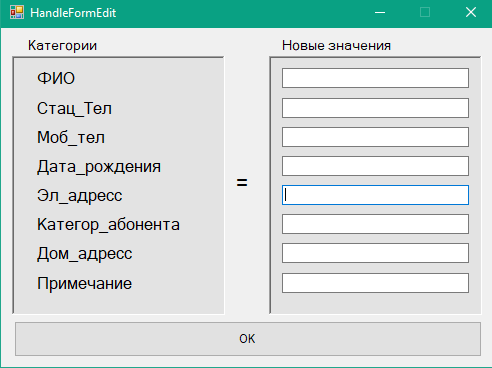 HandleFormEdit
Категории
Новые значения
ФИО
Стац_Тел
Моб_тел
Дата_рождения
=
Эл_адресс
Категор_абонента
Дом_адресс
Примечание
OK